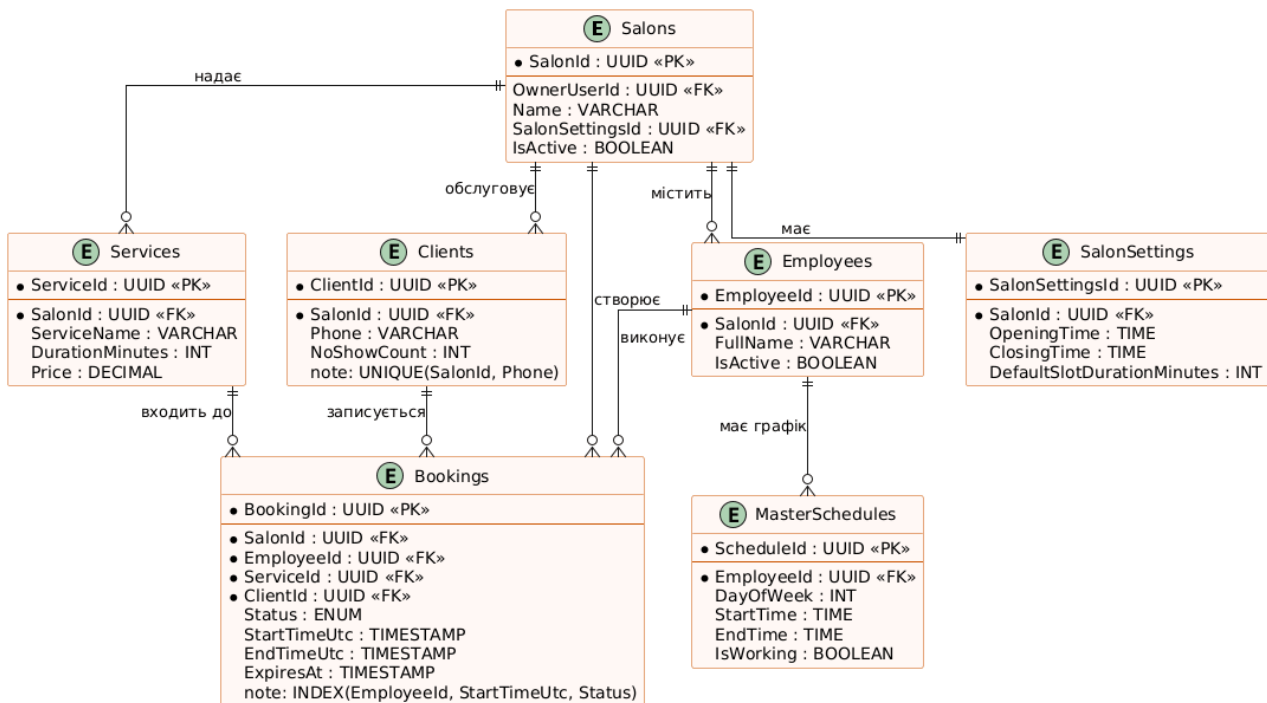 E Salons
• SalonId : UUID «PK»
OwnerUserId : UUID «FK»
Name : VARCHAR
SalonSettingsId : UUID «FK»
IsActive : BOOLEAN
надає
обслуговує
містить
має
створює
виконує
E Services
• ServiceId : UUID «PK»
• SalonId : UUID «FK»
ServiceName : VARCHAR
DurationMinutes : INT
Price : DECIMAL
E Clients
• ClientId : UUID «PK»
• SalonId : UUID «FK»
Phone : VARCHAR
NoShowCount : INT
note: UNIQUE(SalonId, Phone)
E Employees
• EmployeeId : UUID «PK»
• SalonId : UUID «FK»
FullName : VARCHAR
IsActive : BOOLEAN
E SalonSettings
• SalonSettingsId : UUID «PK»
• SalonId : UUID «FK»
OpeningTime : TIME
ClosingTime : TIME
DefaultSlotDurationMinutes : INT
входить до
записується
має графік
E Bookings
• BookingId : UUID «PK»
• SalonId : UUID «FK»
• EmployeeId : UUID «FK»
• ServiceId : UUID «FK»
• ClientId : UUID «FK»
Status : ENUM
StartTimeUtc : TIMESTAMP
EndTimeUtc : TIMESTAMP
ExpiresAt : TIMESTAMP
note: INDEX(EmployeeId, StartTimeUtc, Status)
E MasterSchedules
• ScheduleId : UUID «PK»
• EmployeeId : UUID «FK»
DayOfWeek : INT
StartTime : TIME
EndTime : TIME
IsWorking : BOOLEAN